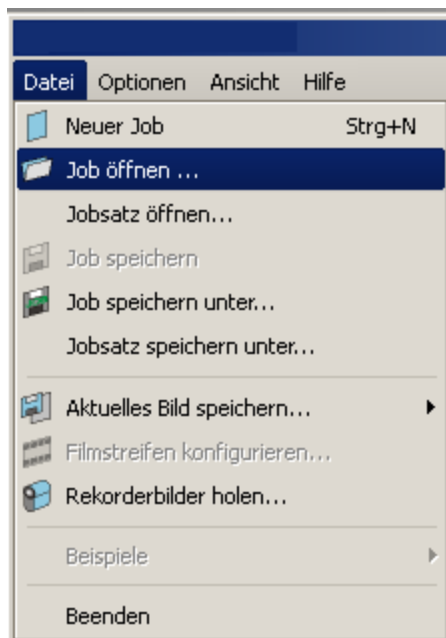 Datei Optionen Ansicht Hilfe
Neuer Job Strg+N
Job öffnen ...
Jobsatz öffnen...
Job speichern
Job speichern unter...
Jobsatz speichern unter...
Aktuelles Bild speichern...
Filmstreifen konfigurieren...
Rekorderbilder holen...
Beispiele
Beenden